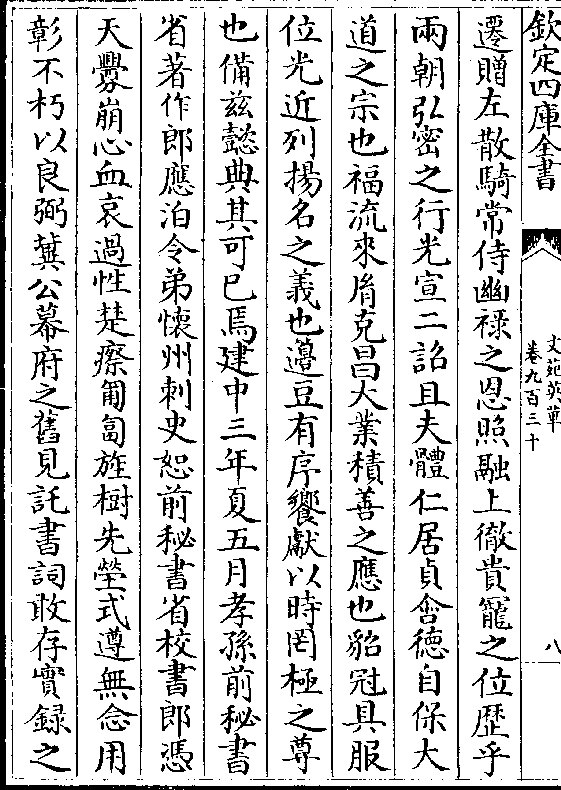 欽定四庫全書
文苑英華
卷九百三十
八
遷贈左散騎常侍幽祿之恩照融上徹貴寵之位歴乎
兩朝弘密之行光宣二詔且夫體仁居貞含徳自保大
道之宗也福流來胤克昌大業積善之應也貂冠具服
位光近列揚名之義也籩豆有序饗獻以時罔極之尊
也備兹懿典其可已焉建中三年夏五月孝孫前秘書
省著作郎應泊令弟懷州刺史恕前秘書省校書郎憑
天釁崩心血哀過性楚瘵匍匐旌樹先塋式遵無念用
彰不朽以良弼冀公幕府之舊見託書詞敢存實録之